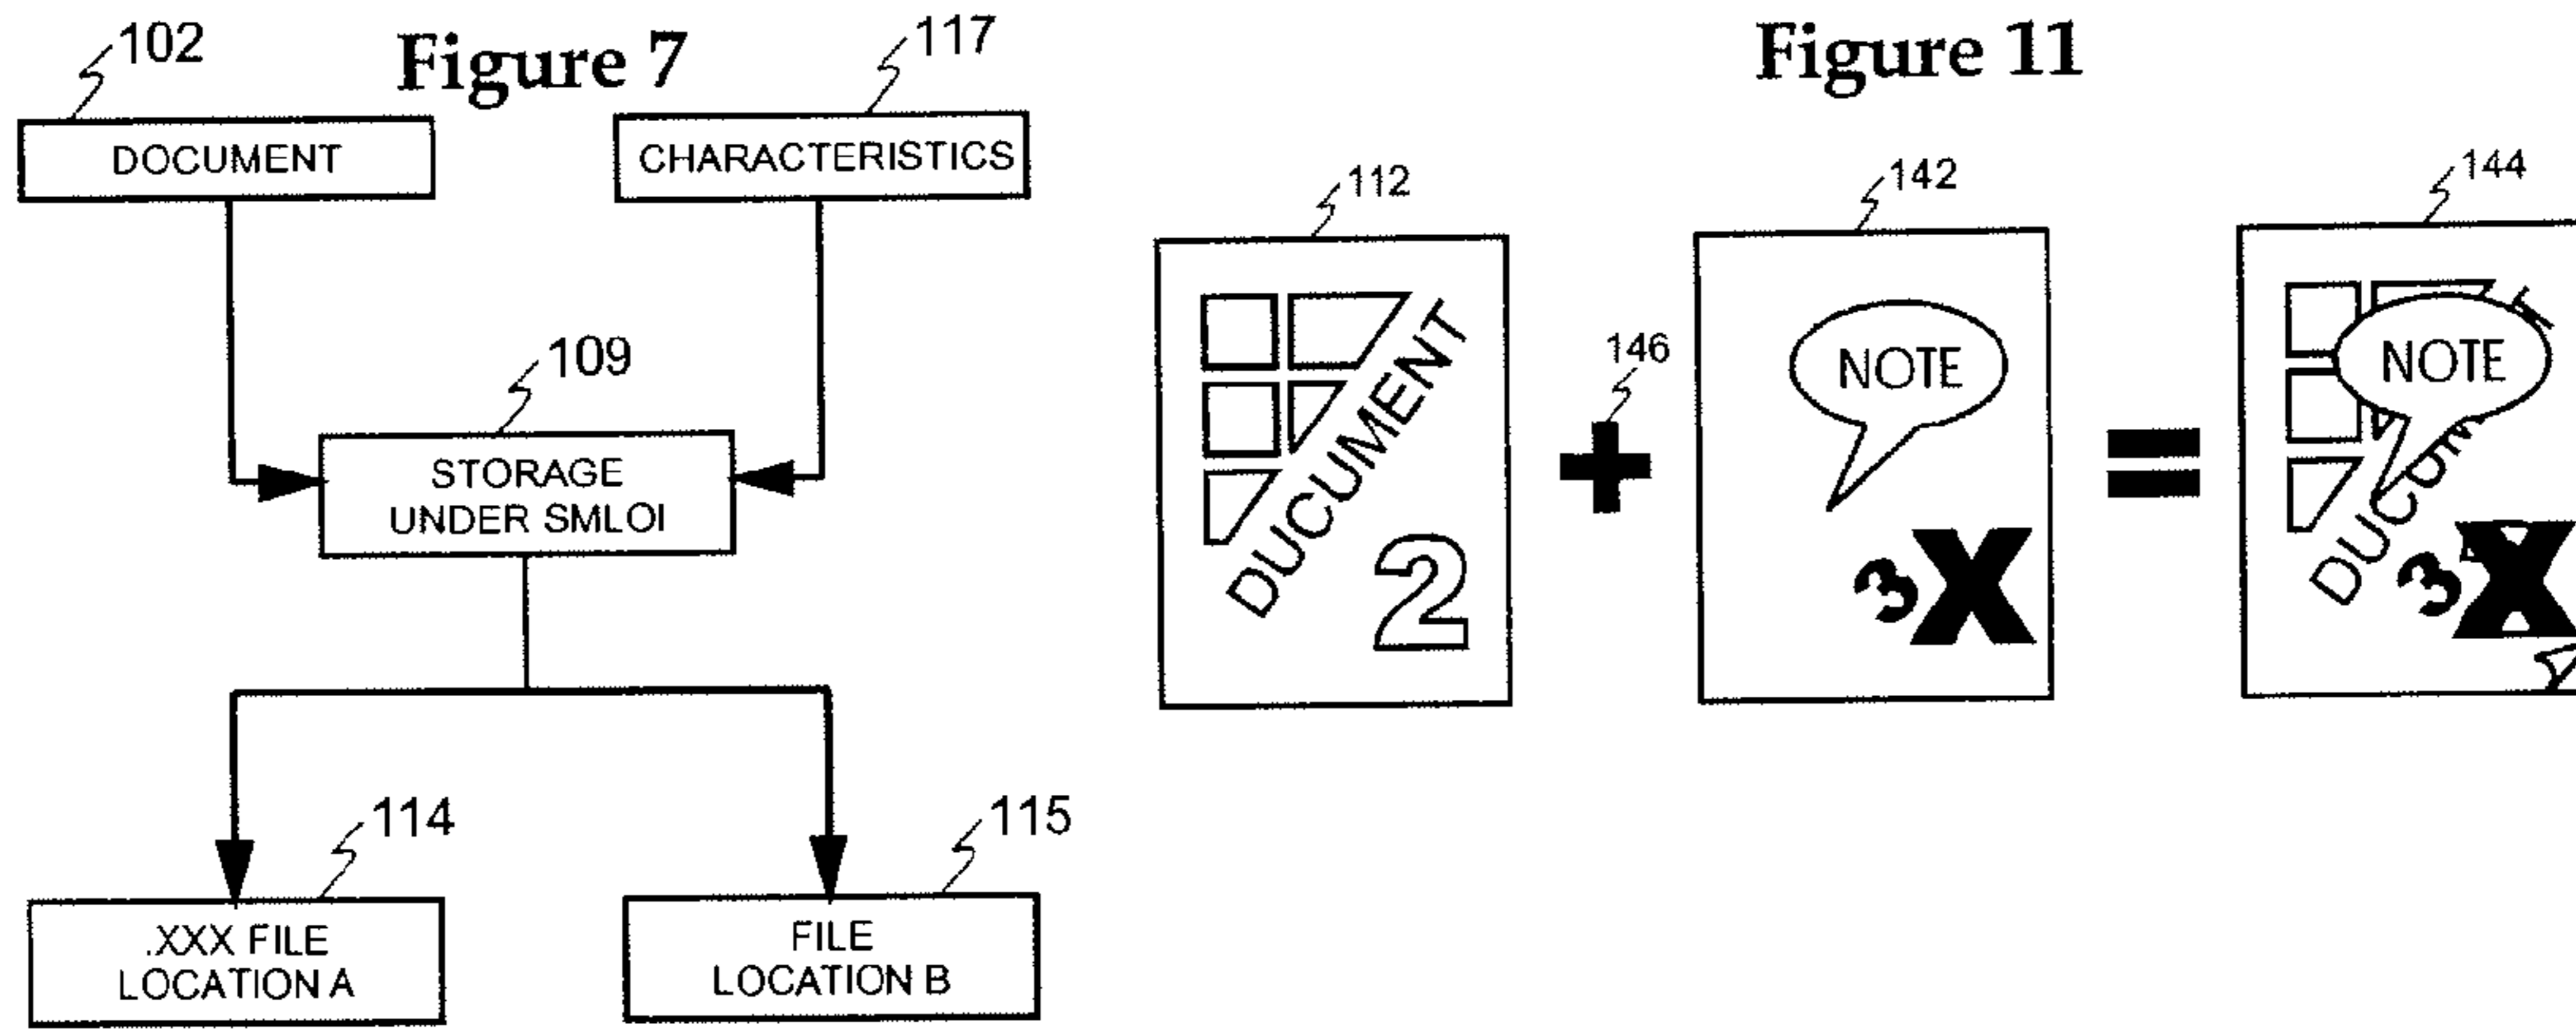 Figure 7
102
117
DOCUMENT
CHARACTERISTICS
109
STORAGE
UNDER SMLOI
114
115
.XXX FILE
LOCATION A
FILE
LOCATION B
Figure 11
112
142
144
146
DUCUMENT
2
NOTE
3X
NOTE
DUCUM
3X